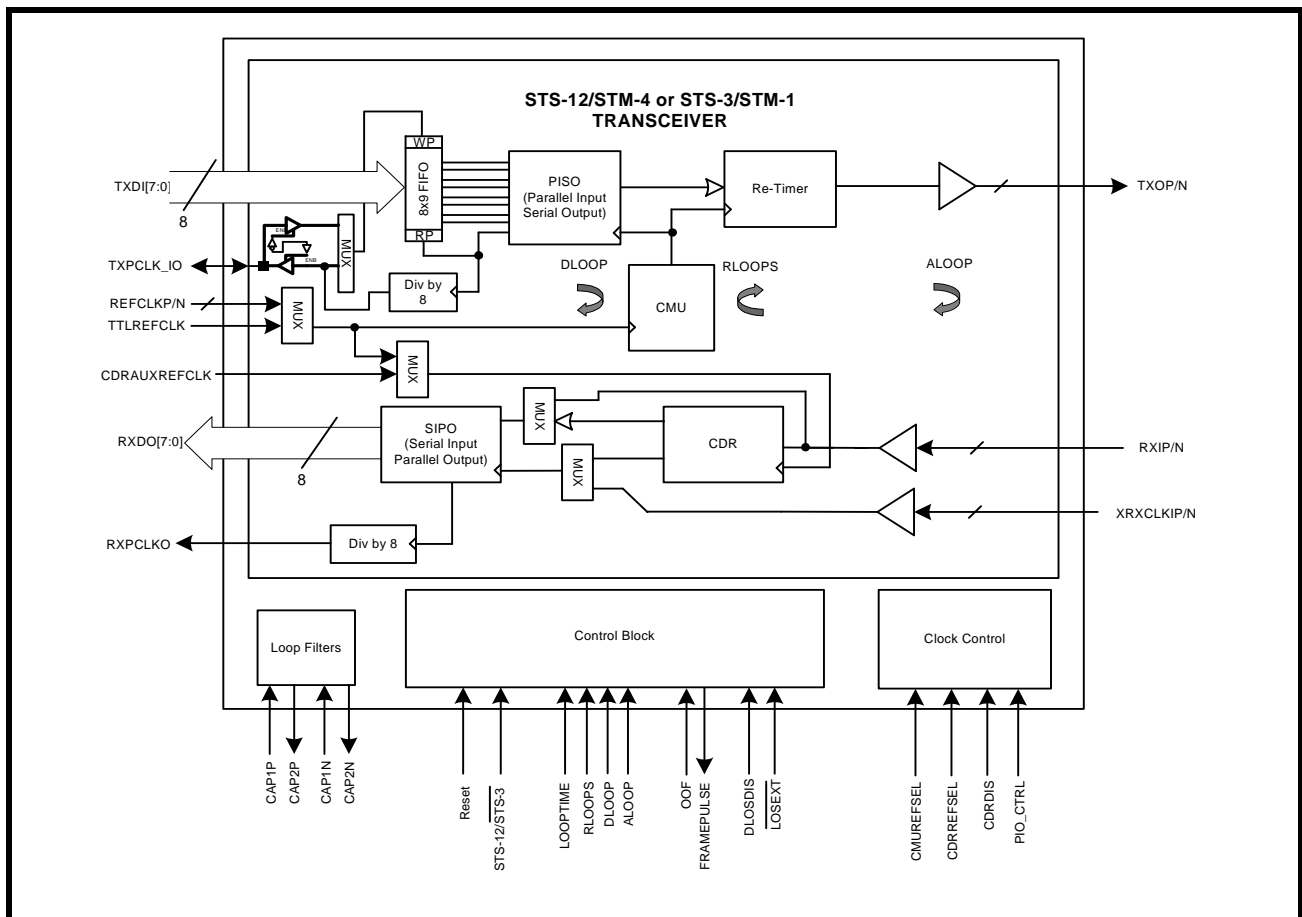 STS-12/STM-4 or STS-3/STM-1
TRANSCEIVER
TXDI[7:0]
8
WP
8x9 FIFO
RP
PISO
(Parallel Input
Serial Output)
Re-Timer
TXOP/N
ENB
ENB
MUX
TXPCLK_IO
Div by
8
DLOOP
RLOOPS
ALOOP
CMU
REFCLKP/N
TTLREFCLK
MUX
CDRAUXREFCLK
MUX
RXDO[7:0]
8
SIPO
(Serial Input
Parallel Output)
MUX
MUX
CDR
RXIP/N
XRXCLKIP/N
RXPCLKO
Div by 8
Loop Filters
Control Block
Clock Control
CAP1P
CAP2P
CAP1N
CAP2N
Reset
STS-12/STS-3
LOOPTIME
RLOOPS
DLOOP
ALOOP
OOF
FRAMEPULSE
DLOSDIS
LOSEXT
CMUREFSEL
CDRREFSEL
CDRDIS
PIO_CTRL